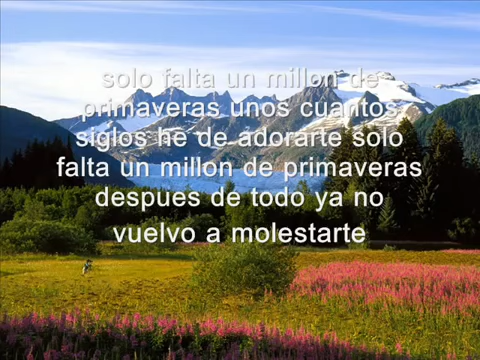 solo falta un millon de
primaveras unos cuantos
siglos he de adorarte solo
falta un millon de primaveras
despues de todo ya no
vuelvo a molestarte